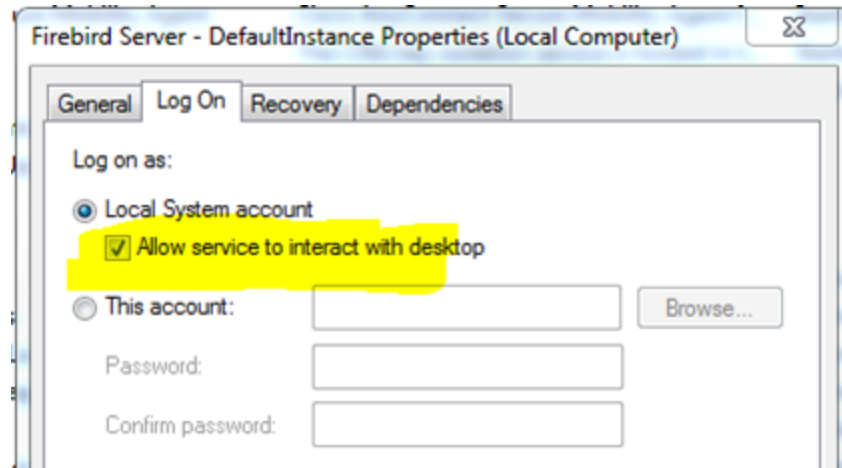 Firebird Server - DefaultInstance Properties (Local Computer)
General Log On Recovery Dependencies
Log on as:
Local System account
Allow service to interact with desktop
This account:
Browse...
Password:
Confirm password: